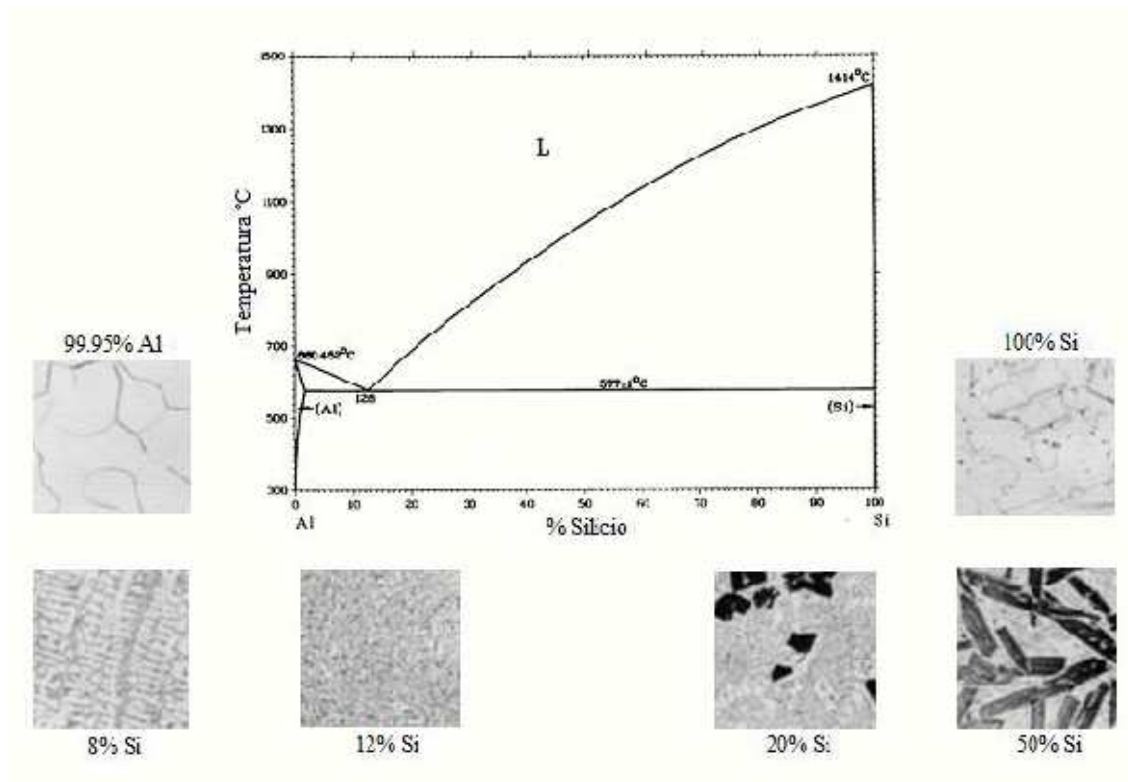 1500
1414°C
1300
L
1100
Temperatura °C
900
99.95% Al
700
100% Si
577±1°C
12.6
(Al)
(Si)
500
300
0 10 20 30 40 50 60 70 80 90 100
Al
% Silicio
Si
8% Si
12% Si
20% Si
50% Si